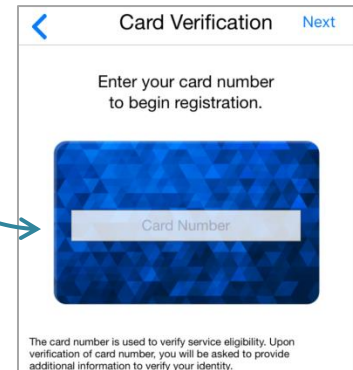 Card Verification Next
Enter your card number
to begin registration.
Card Number
The card number is used to verify service eligibility. Upon
verification of card number, you will be asked to provide
additional information to verify your identity.